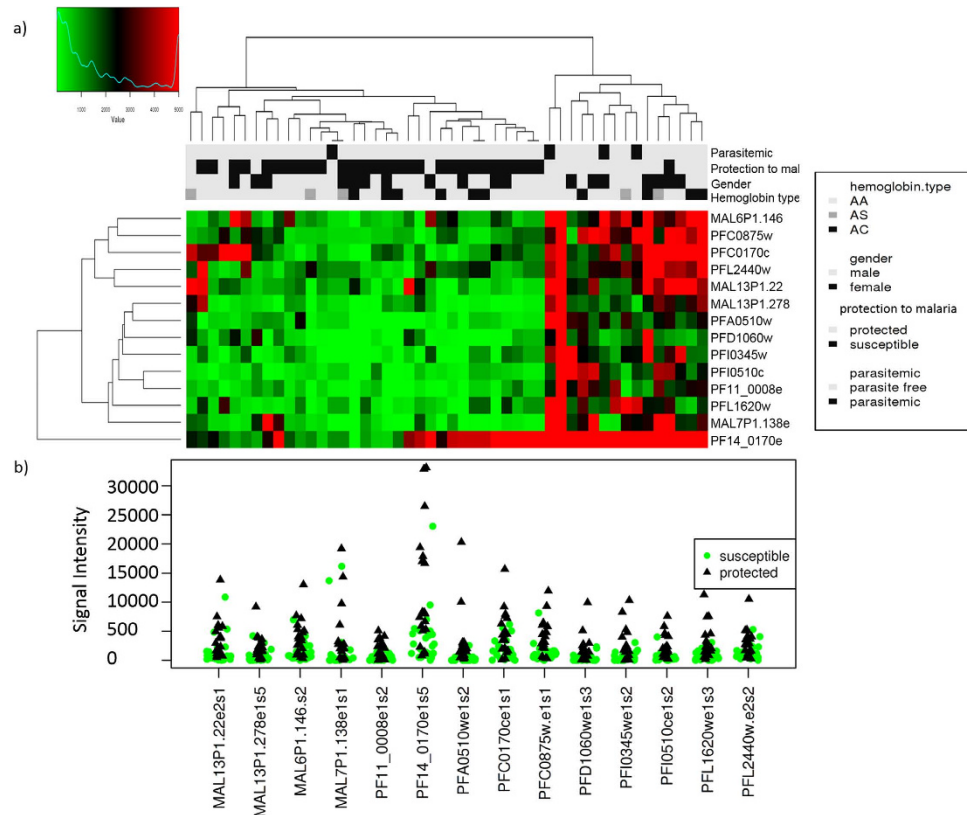 a)
1000 2000 3000 4000 5000
Value
Parasitemic
Protection to mal
Gender
Hemoglobin type
MAL6P1.146
PFC0875w
PFC0170c
PFL2440w
MAL13P1.22
MAL13P1.278
PFA0510w
PFD1060w
PFI0345w
PFI0510c
PF11_0008e
PFL1620w
MAL7P1.138e
PF14_0170e
hemoglobin.type
AA
AS
AC
gender
male
female
protection to malaria
protected
susceptible
parasitemic
parasite free
parasitemic
b)
Signal Intensity
30000
25000
20000
15000
10000
500
0
susceptible
protected
MAL13P1.22e2s1
MAL13P1.278e1s5
MAL6P1.146.s2
MAL7P1.138e1s1
PF11_0008e1s2
PF14_0170e1s5
PFA0510we1s2
PFC0170ce1s1
PFC0875w.e1s1
PFD1060we1s3
PFI0345we1s2
PFI0510ce1s2
PFL1620we1s3
PFL2440w.e2s2